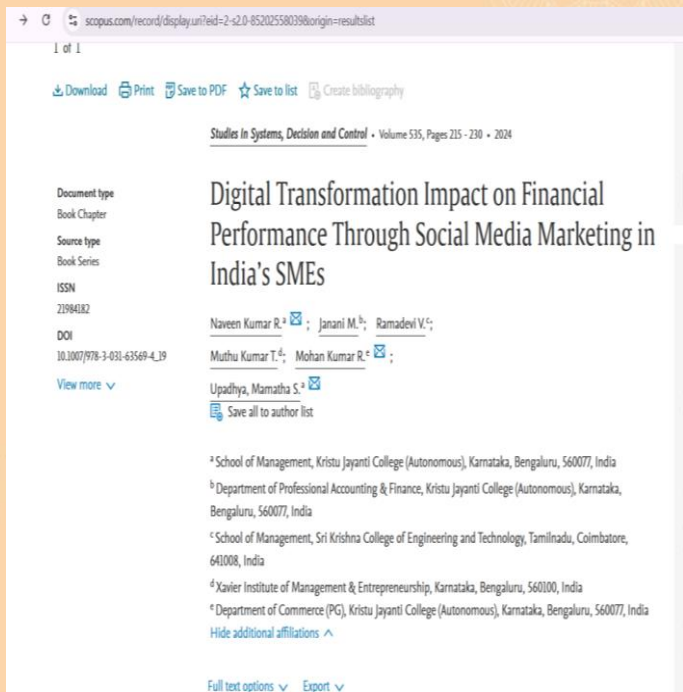 scopus.com/record/display.uri?eid=2-s2.0-85202558039&origin=resultslist
1 of 1
Download Print Save to PDF Save to list Create bibliography
Studies in Systems, Decision and Control • Volume 535, Pages 215 - 230 • 2024
Document type
Book Chapter
Source type
Book Series
ISSN
21984182
DOI
10.1007/978-3-031-63569-4_19
View more
Digital Transformation Impact on Financial
Performance Through Social Media Marketing in
India's SMEs
Naveen Kumar R.a ; Janani M.b; Ramadevi V.c;
Muthu Kumar T.d; Mohan Kumar R.e ;
Upadhya, Mamatha S.a
Save all to author list
a School of Management, Kristu Jayanti College (Autonomous), Karnataka, Bengaluru, 560077, India
b Department of Professional Accounting & Finance, Kristu Jayanti College (Autonomous), Karnataka,
Bengaluru, 560077, India
c School of Management, Sri Krishna College of Engineering and Technology, Tamilnadu, Coimbatore,
641008, India
d Xavier Institute of Management & Entrepreneurship, Karnataka, Bengaluru, 560100, India
e Department of Commerce (PG), Kristu Jayanti College (Autonomous), Karnataka, Bengaluru, 560077, India
Hide additional affiliations
Full text options Export